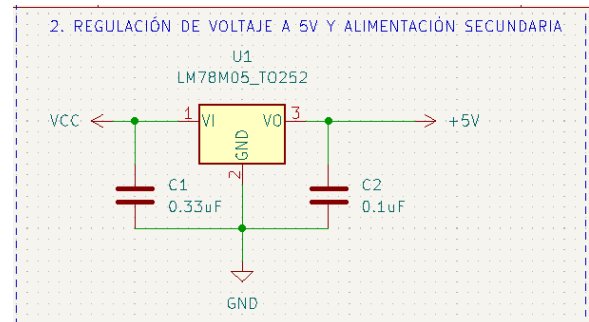 2. REGULACIÓN DE VOLTAJE A 5V Y ALIMENTACIÓN SECUNDARIA
U1
LM78M05_TO252
VCC
1
VI
VO
3
+5V
GND
2
C1
0.33uF
C2
0.1uF
GND